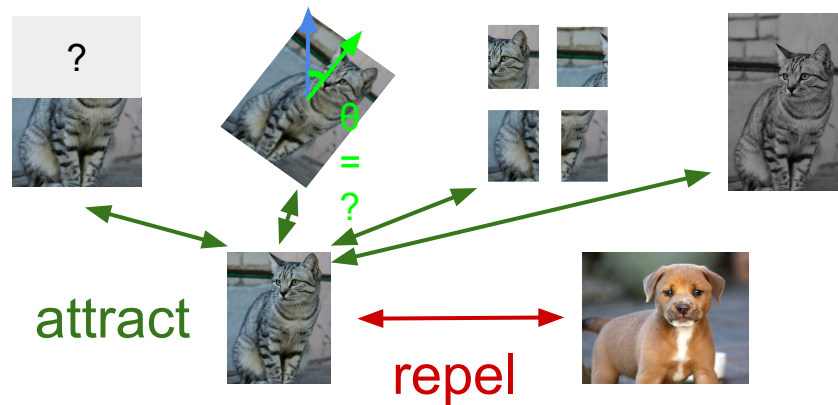 ?
θ
=
?
attract
repel